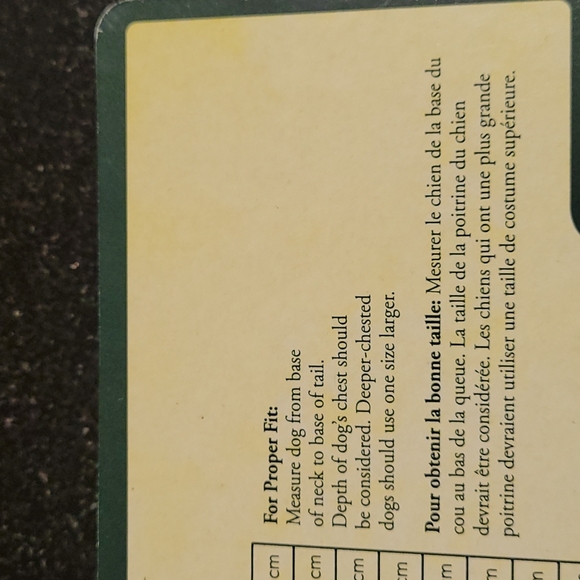 For Proper Fit:
Measure dog from base
of neck to base of tail.
Depth of dog's chest should
be considered. Deeper-chested
dogs should use one size larger.
Pour obtenir la bonne taille: Mesurer le chien de la base du
cou au bas de la queue. La taille de la poitrine du chien
devrait être considérée. Les chiens qui ont une plus grande
poitrine devraient utiliser une taille de costume supérieure.
cm
cm
cm
cm